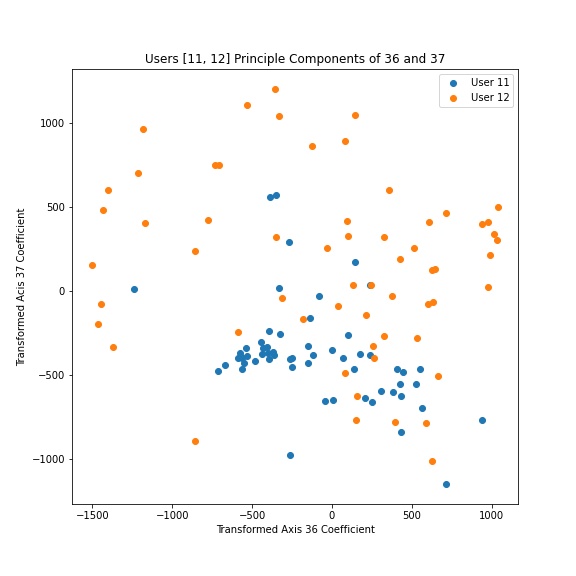 Users [11, 12] Principle Components of 36 and 37
User 11
User 12
Transformed Acis 37 Coefficient
1000
500
0
−500
−1000
−1500
−1000
−500
0
500
1000
Transformed Axis 36 Coefficient